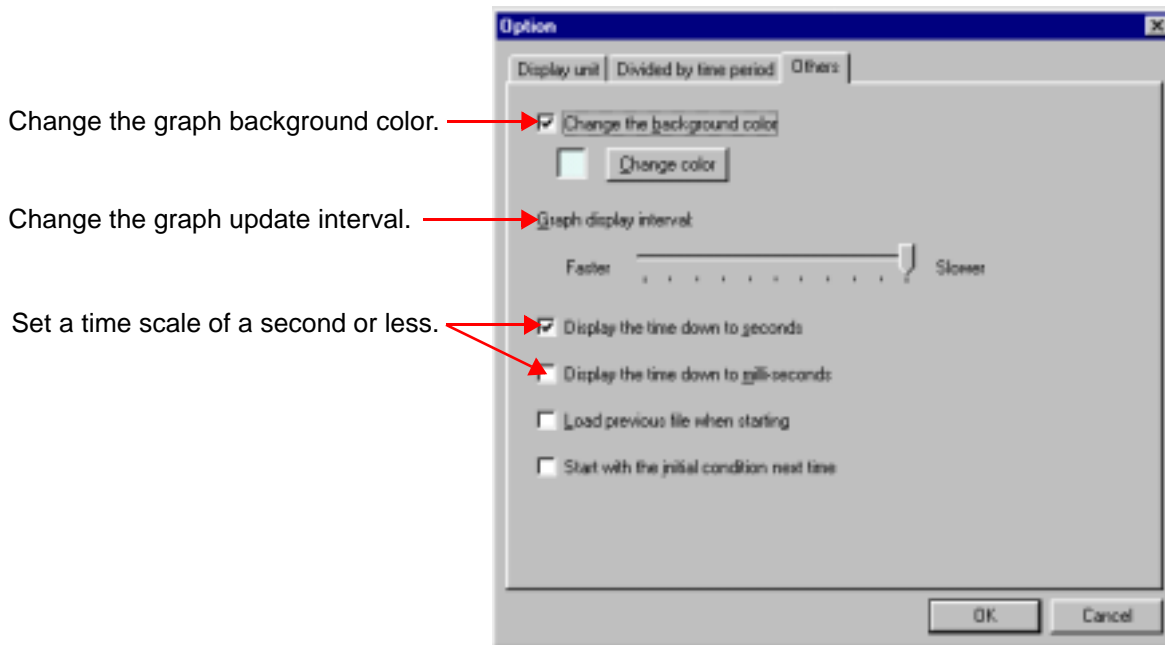 Option
Display unit
Divided by time period
Others
Change the graph background color.
Change the background color
Change color
Change the graph update interval.
Graph display interval:
Faster
Slower
Set a time scale of a second or less.
Display the time down to seconds
Display the time down to milli-seconds
Load previous file when starting
Start with the initial condition next time
OK
Cancel